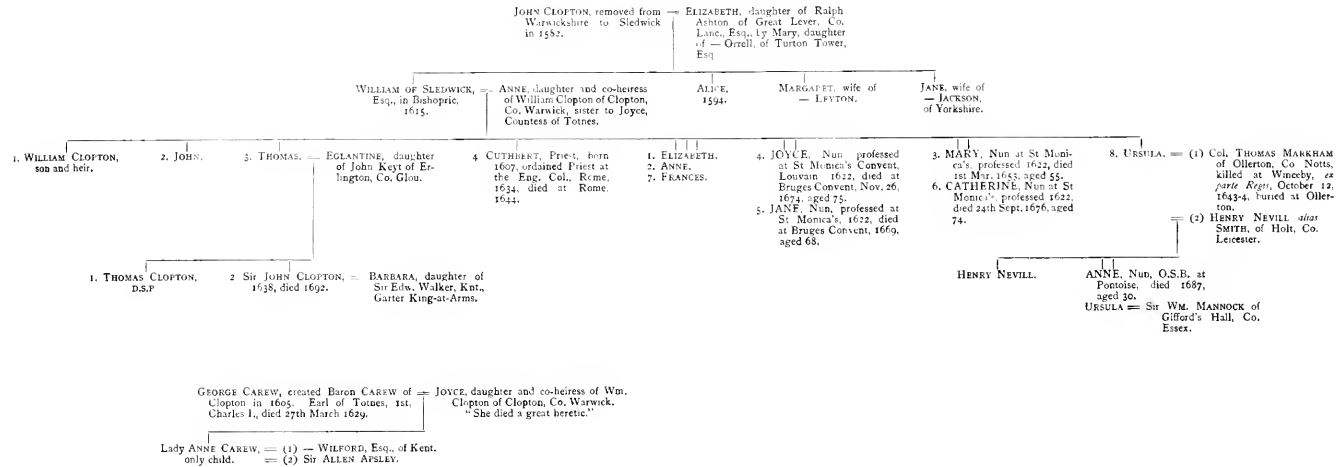 JOHN CLOPTON, removed from = ELIZABETH, daughter of Ralph
Warwickshire to Sledwick
in 1582.
Ashton of Great Lever, Co.
Lanc., Esq., by Mary, daughter
of — Orrell, of Turton Tower,
Esq
WILLIAM OF SLEDWICK, =
Esq., in Bishopric,
1615.
ANNE, daughter and co-heiress
of William Clopton of Clopton,
Co. Warwick, sister to Joyce,
Countess of Totnes.
ALICE,
1594.
MARGARET, wife of
— LEYTON.
JANE, wife of
— JACKSON,
of Yorkshire.
1. WILLIAM CLOPTON,
son and heir.
2. JOHN.
3. THOMAS. =
EGLANTINE, daughter
of John Keyt of Er-
lington, Co. Glou.
4 CUTHBERT, Priest, born
1607, ordained Priest at
the Eng. Col., Rome,
1634, died at Rome,
1644.
1. ELIZABETH.
2. ANNE.
7. FRANCES.
4. JOYCE, Nun professed
at St Monica's Convent,
Louvain 1622, died at
Bruges Convent, Nov. 26,
1674, aged 75.
5. JANE, Nun, professed at
St Monica's, 1622, died
at Bruges Convent, 1669,
aged 68.
3. MARY, Nun at St Moni-
ca's, professed 1622, died
1st Mar. 1653, aged 55.
6. CATHERINE, Nun at St
Monica's, professed 1622,
died 24th Sept. 1676, aged
74.
8. URSULA. = (1) Col. THOMAS MARKHAM
of Ollerton, Co Notts,
killed at Winceby, ex
parte Regis, October 12,
1643-4, buried at Oller-
ton.
= (2) HENRY NEVILL alias
SMITH, of Holt, Co.
Leicester.
1. THOMAS CLOPTON,
D.S.P
2 Sir JOHN CLOPTON, =
1638, died 1692.
BARBARA, daughter of
Sir Edw. Walker, Knt.,
Garter King-at-Arms.
HENRY NEVILL.
ANNE, Nun, O.S.B. at
Pontoise, died 1687,
aged 30.
URSULA = Sir WM. MANNOCK of
Gifford's Hall, Co.
Essex.
GEORGE CAREW, created Baron CAREW of =
Clopton in 1605. Earl of Totnes, 1st,
Charles I., died 27th March 1629.
JOYCE, daughter and co-heiress of Wm.
Clopton of Clopton, Co. Warwick.
"She died a great heretic."
Lady ANNE CAREW, = (1) — WILFORD, Esq., of Kent.
only child. = (2) Sir ALLEN APSLEY.